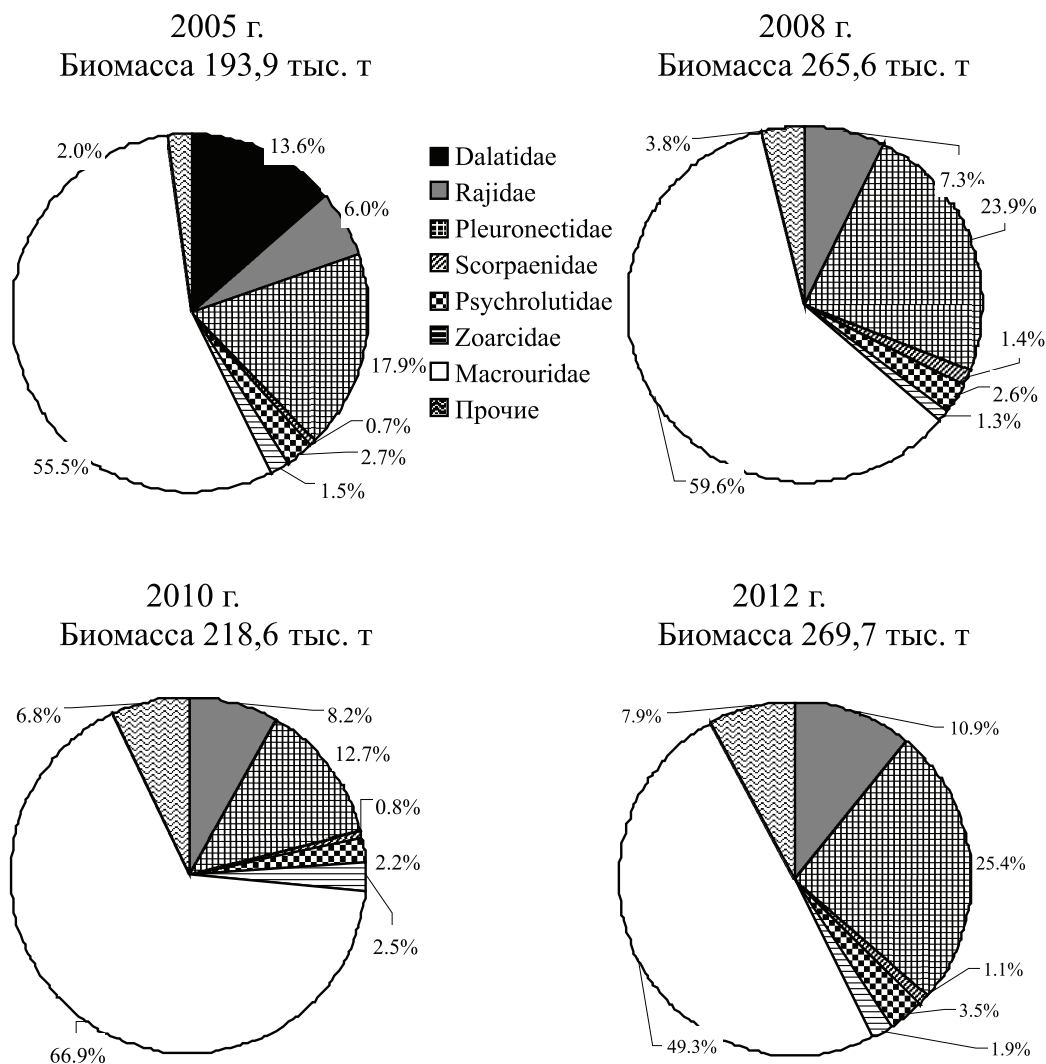 2005 г.
Биомасса 193,9 тыс. т
2.0%
13.6%
6.0%
17.9%
0.7%
2.7%
1.5%
55.5%
Dalatidae
Rajidae
Pleuronectidae
Scorpaenidae
Psychrolutidae
Zoarcidae
Macrouridae
Прочие
2008 г.
Биомасса 265,6 тыс. т
3.8%
7.3%
23.9%
1.4%
2.6%
1.3%
59.6%
2010 г.
Биомасса 218,6 тыс. т
6.8%
8.2%
12.7%
0.8%
2.2%
2.5%
66.9%
2012 г.
Биомасса 269,7 тыс. т
7.9%
10.9%
25.4%
1.1%
3.5%
1.9%
49.3%